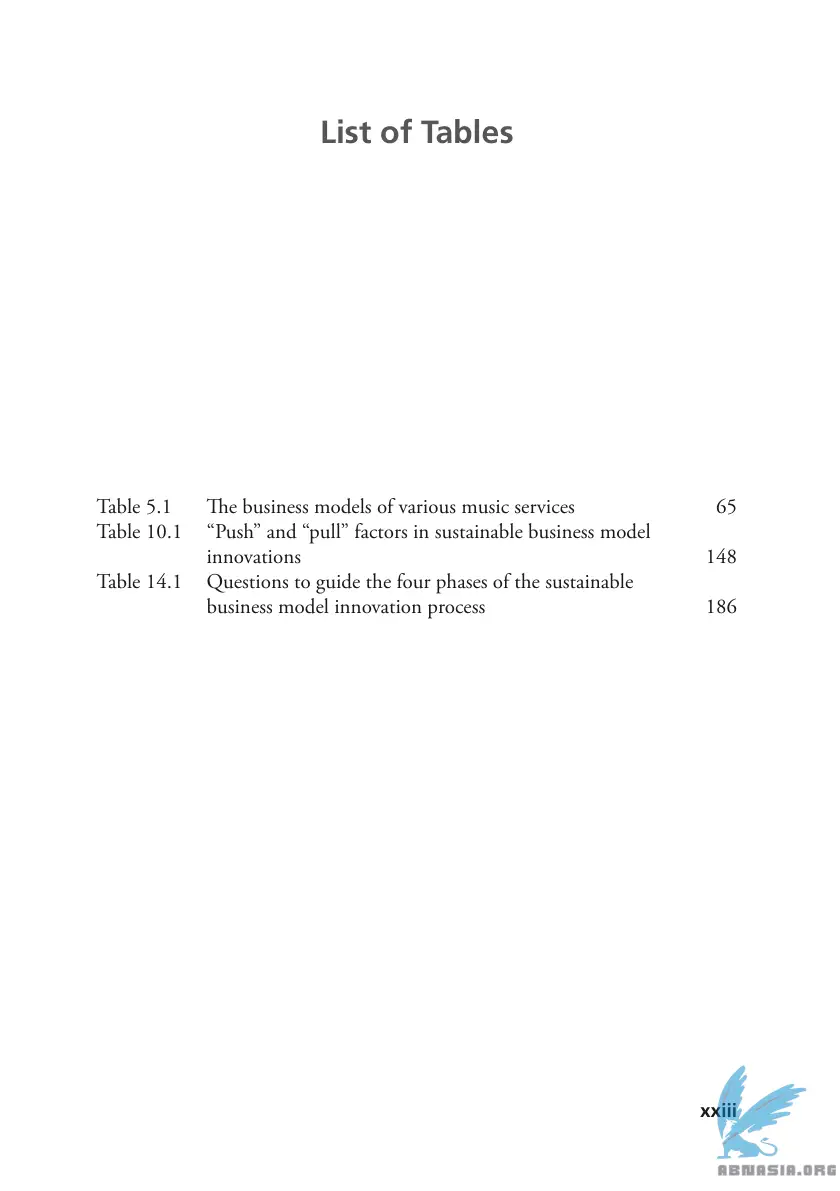 List of Tables
Table 5.1 The business models of various music services 65
Table 10.1 “Push” and “pull” factors in sustainable business model
innovations 148
Table 14.1 Questions to guide the four phases of the sustainable
business model innovation process 186
xxiii
ABNASIA.ORG